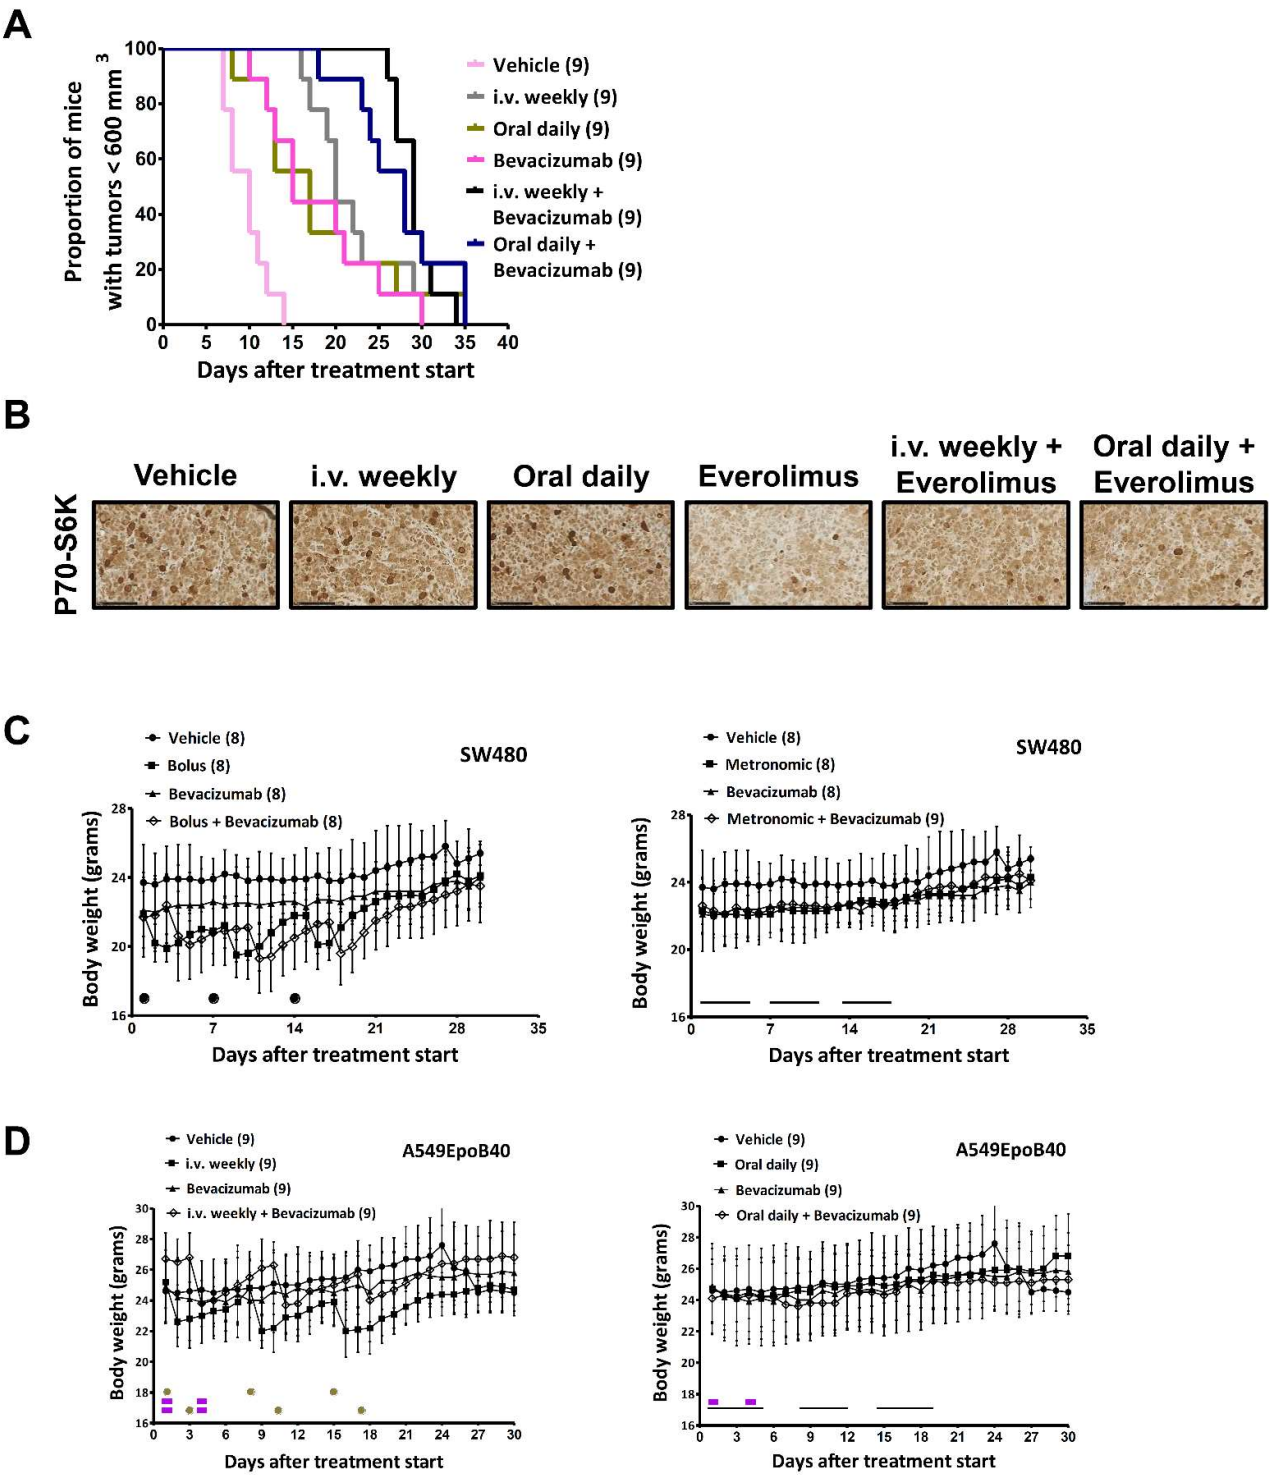 A
Proportion of mice
with tumors < 600 mm 3
100
80
60
40
20
0
0 5 10 15 20 25 30 35 40
Days after treatment start
Vehicle (9)
i.v. weekly (9)
Oral daily (9)
Bevacizumab (9)
i.v. weekly +
Bevacizumab (9)
Oral daily +
Bevacizumab (9)
B
Vehicle
i.v. weekly
Oral daily
Everolimus
i.v. weekly +
Everolimus
Oral daily +
Everolimus
P70-S6K
C
Vehicle (8)
Bolus (8)
Bevacizumab (8)
Bolus + Bevacizumab (8)
SW480
Body weight (grams)
28
24
20
16
0 7 14 21 28 35
Days after treatment start
Vehicle (8)
Metronomic (8)
Bevacizumab (8)
Metronomic + Bevacizumab (9)
SW480
Body weight (grams)
28
24
20
16
0 7 14 21 28 35
Days after treatment start
D
Vehicle (9)
i.v. weekly (9)
Bevacizumab (9)
i.v. weekly + Bevacizumab (9)
A549EpoB40
Body weight (grams)
30
28
26
24
22
20
18
16
0 3 6 9 12 15 18 21 24 27 30
Days after treatment start
Vehicle (9)
Oral daily (9)
Bevacizumab (9)
Oral daily + Bevacizumab (9)
A549EpoB40
Body weight (grams)
30
28
26
24
22
20
18
16
0 3 6 9 12 15 18 21 24 27 30
Days after treatment start